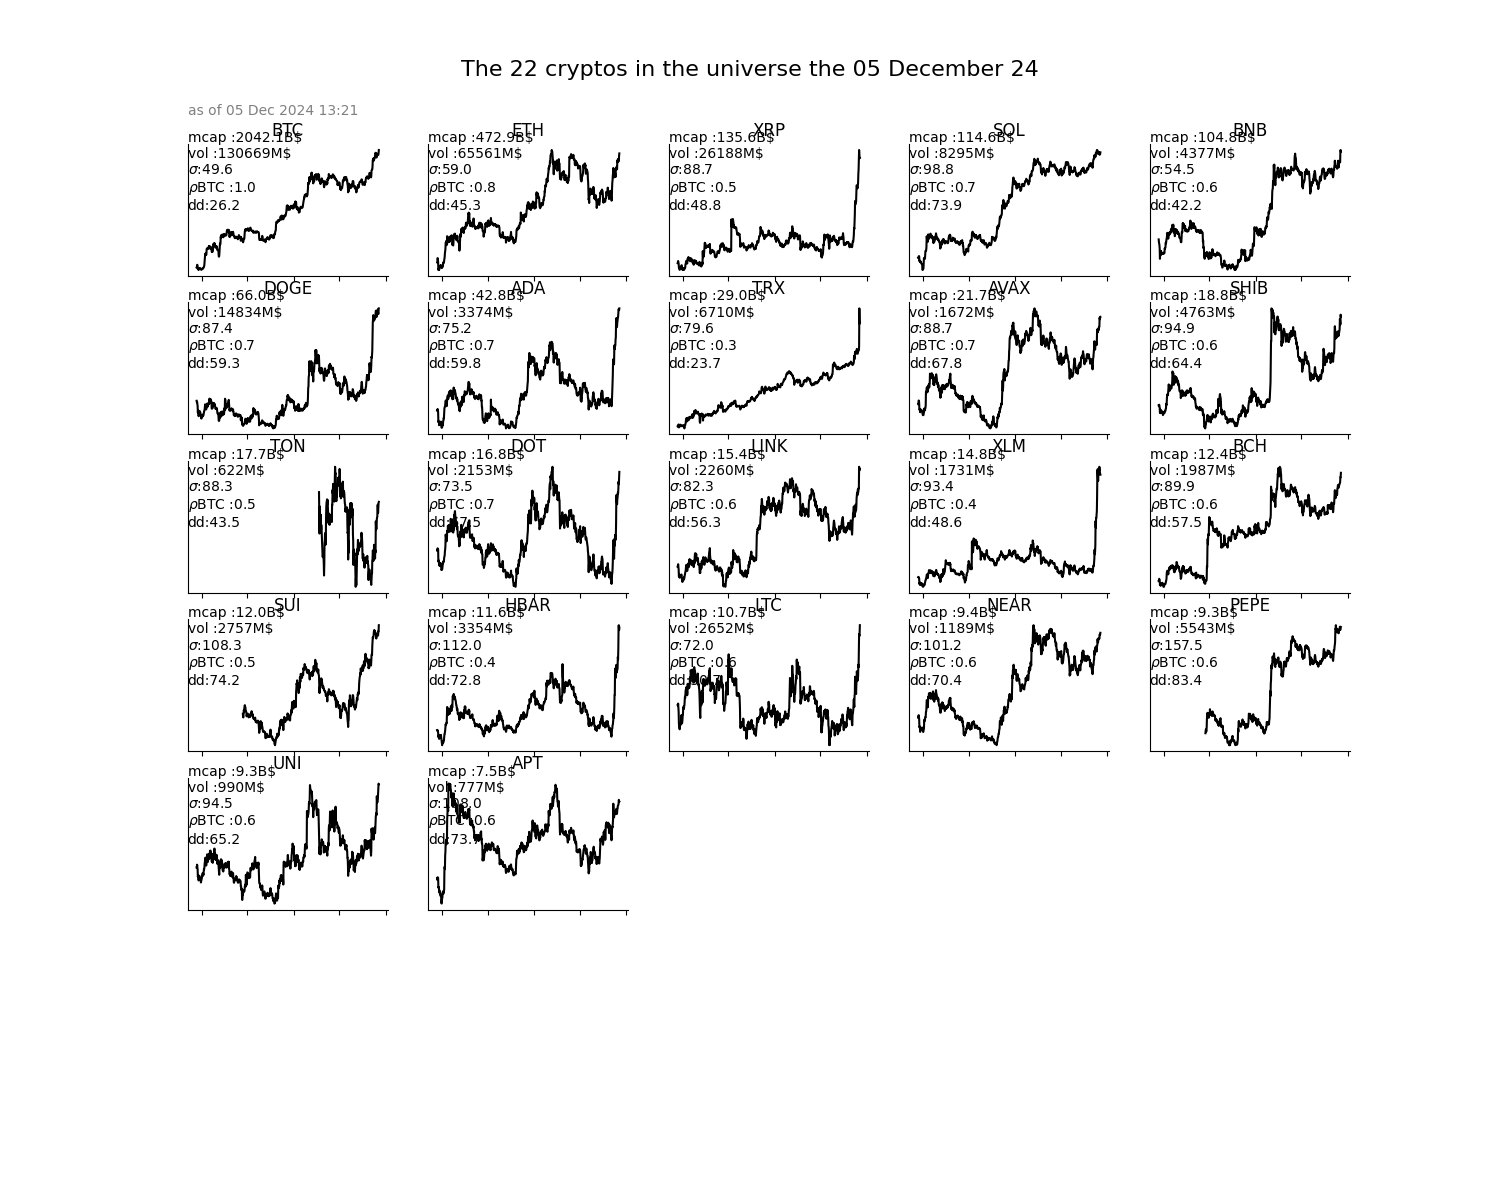 The 22 cryptos in the universe the 05 December 24
as of 05 Dec 2024 13:21
BTC
mcap :2042.1B$
vol :130669M$
σ:49.6
ρBTC :1.0
dd:26.2
ETH
mcap :472.9B$
vol :65561M$
σ:59.0
ρBTC :0.8
dd:45.3
XRP
mcap :135.6B$
vol :26188M$
σ:88.7
ρBTC :0.5
dd:48.8
SOL
mcap :114.6B$
vol :8295M$
σ:98.8
ρBTC :0.7
dd:73.9
BNB
mcap :104.8B$
vol :4377M$
σ:54.5
ρBTC :0.6
dd:42.2
DOGE
mcap :66.0B$
vol :14834M$
σ:87.4
ρBTC :0.7
dd:59.3
ADA
mcap :42.8B$
vol :3374M$
σ:75.2
ρBTC :0.7
dd:59.8
TRX
mcap :29.0B$
vol :6710M$
σ:79.6
ρBTC :0.3
dd:23.7
AVAX
mcap :21.7B$
vol :1672M$
σ:88.7
ρBTC :0.7
dd:67.8
SHIB
mcap :18.8B$
vol :4763M$
σ:94.9
ρBTC :0.6
dd:64.4
TON
mcap :17.7B$
vol :622M$
σ:88.3
ρBTC :0.5
dd:43.5
DOT
mcap :16.8B$
vol :2153M$
σ:73.5
ρBTC :0.7
LINK
mcap :15.4B$
vol :2260M$
σ:82.3
ρBTC :0.6
dd:56.3
XLM
mcap :14.8B$
vol :1731M$
σ:93.4
ρBTC :0.4
dd:48.6
BCH
mcap :12.4B$
vol :1987M$
σ:89.9
ρBTC :0.6
dd:57.5
SUI
mcap :12.0B$
vol :2757M$
σ:108.3
ρBTC :0.5
dd:74.2
HBAR
mcap :11.6B$
vol :3354M$
σ:112.0
ρBTC :0.4
dd:72.8
LTC
mcap :10.7B$
vol :2652M$
σ:72.0
ρBTC :0.6
NEAR
mcap :9.4B$
vol :1189M$
σ:101.2
ρBTC :0.6
dd:70.4
PEPE
mcap :9.3B$
vol :5543M$
σ:157.5
ρBTC :0.6
dd:83.4
UNI
mcap :9.3B$
vol :990M$
σ:94.5
ρBTC :0.6
dd:65.2
APT
mcap :7.5B$
vol :777M$
σ:108.0
ρBTC :0.6